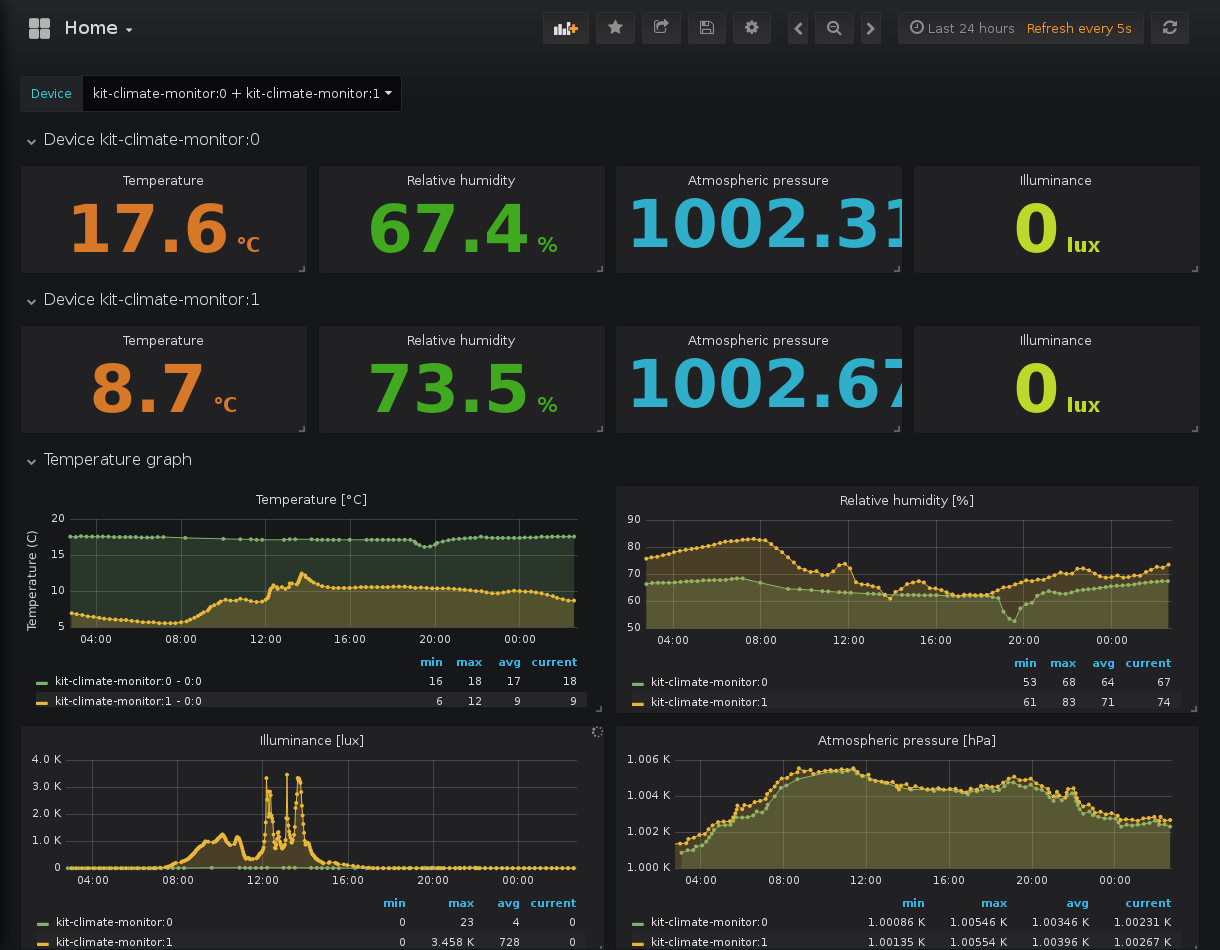 Home
Last 24 hours Refresh every 5s
Device kit-climate-monitor:0 + kit-climate-monitor:1
Device kit-climate-monitor:0
Temperature Relative humidity Atmospheric pressure Illuminance
17.6 °C 67.4 % 1002.31 0 lux
Device kit-climate-monitor:1
Temperature Relative humidity Atmospheric pressure Illuminance
8.7 °C 73.5 % 1002.67 0 lux
Temperature graph
Temperature [°C]
Temperature (C)
20
15
10
5
04:00 08:00 12:00 16:00 20:00 00:00
min max avg current
kit-climate-monitor:0 - 0:0 16 18 17 18
kit-climate-monitor:1 - 0:0 6 12 9 9
Relative humidity [%]
90
80
70
60
50
04:00 08:00 12:00 16:00 20:00 00:00
min max avg current
kit-climate-monitor:0 53 68 64 67
kit-climate-monitor:1 61 83 71 74
Illuminance [lux]
4.0 K
3.0 K
2.0 K
1.0 K
0
04:00 08:00 12:00 16:00 20:00 00:00
min max avg current
kit-climate-monitor:0 0 23 4 0
kit-climate-monitor:1 0 3.458 K 728 0
Atmospheric pressure [hPa]
1.006 K
1.004 K
1.002 K
1.000 K
04:00 08:00 12:00 16:00 20:00 00:00
min max avg current
kit-climate-monitor:0 1.00086 K 1.00546 K 1.00346 K 1.00231 K
kit-climate-monitor:1 1.00135 K 1.00554 K 1.00396 K 1.00267 K